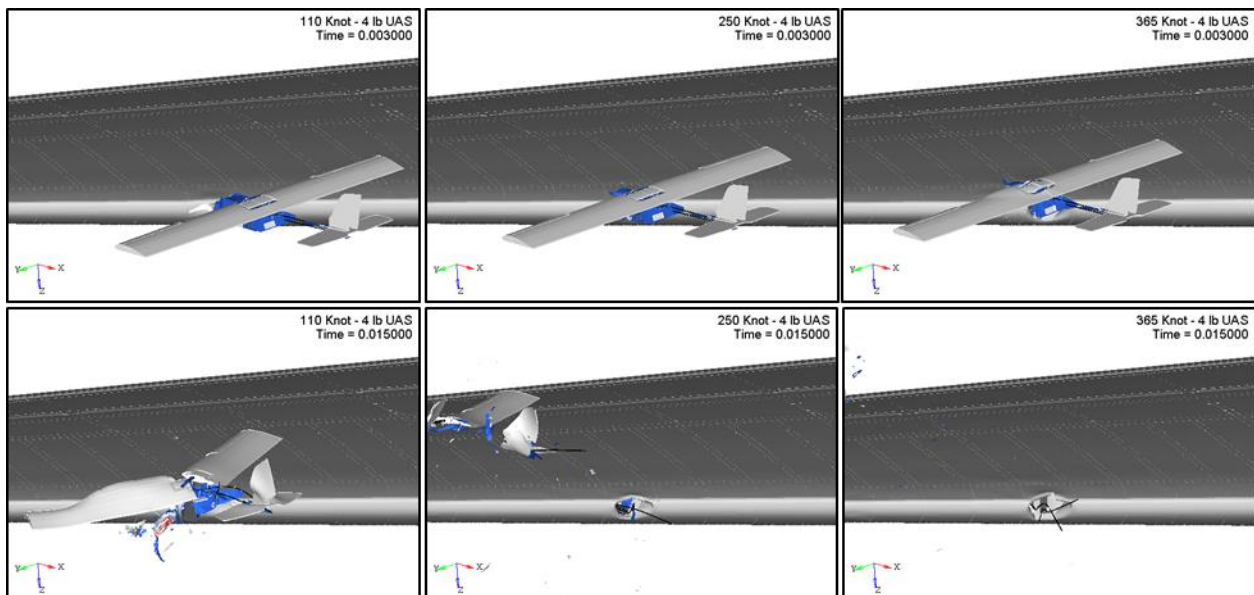 110 Knot - 4 lb UAS
Time = 0.003000
Y X
Z
250 Knot - 4 lb UAS
Time = 0.003000
Y X
Z
365 Knot - 4 lb UAS
Time = 0.003000
Y X
Z
110 Knot - 4 lb UAS
Time = 0.015000
Y X
Z
250 Knot - 4 lb UAS
Time = 0.015000
Y X
Z
365 Knot - 4 lb UAS
Time = 0.015000
Y X
Z